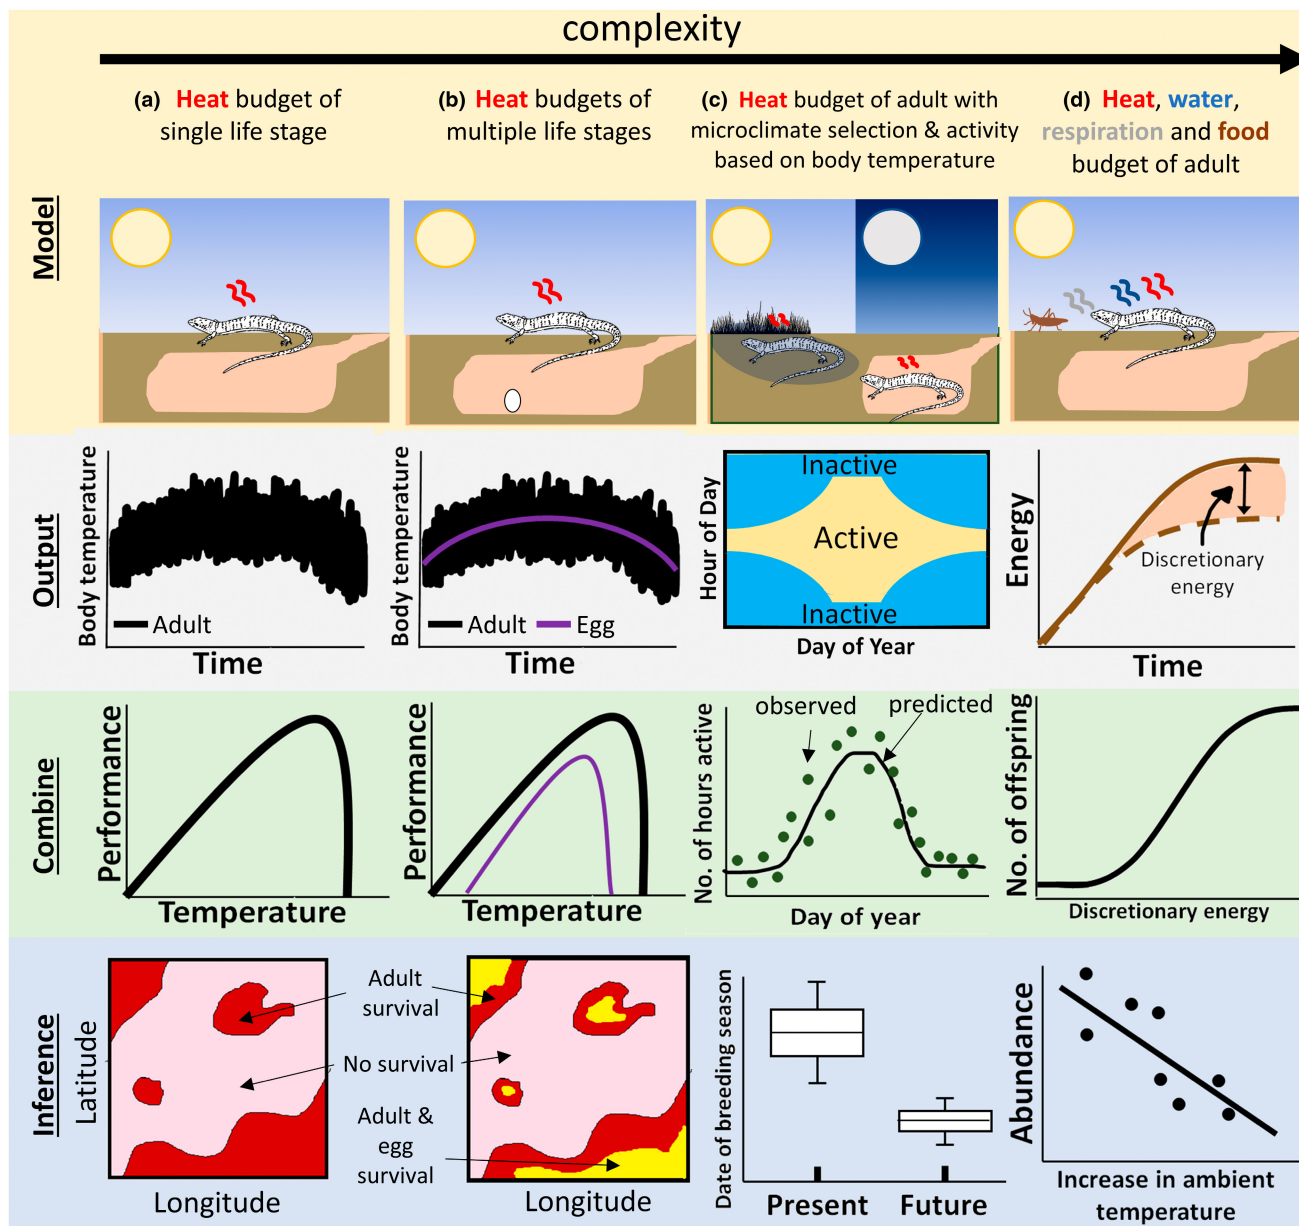 complexity
(a) Heat budget of
single life stage
(b) Heat budgets of
multiple life stages
(c) Heat budget of adult with
microclimate selection & activity
based on body temperature
(d) Heat, water,
respiration and food
budget of adult
Model
Output
Body temperature
Adult
Time
Body temperature
Adult
Egg
Time
Hour of Day
Inactive
Active
Inactive
Day of Year
Energy
Discretionary
energy
Time
Combine
Performance
Temperature
Performance
Temperature
No. of hours active
observed
predicted
Day of year
No. of offspring
Discretionary energy
Inference
Latitude
Longitude
Adult
survival
No survival
Adult &
egg
survival
Longitude
Date of breeding season
Present
Future
Abundance
Increase in ambient
temperature